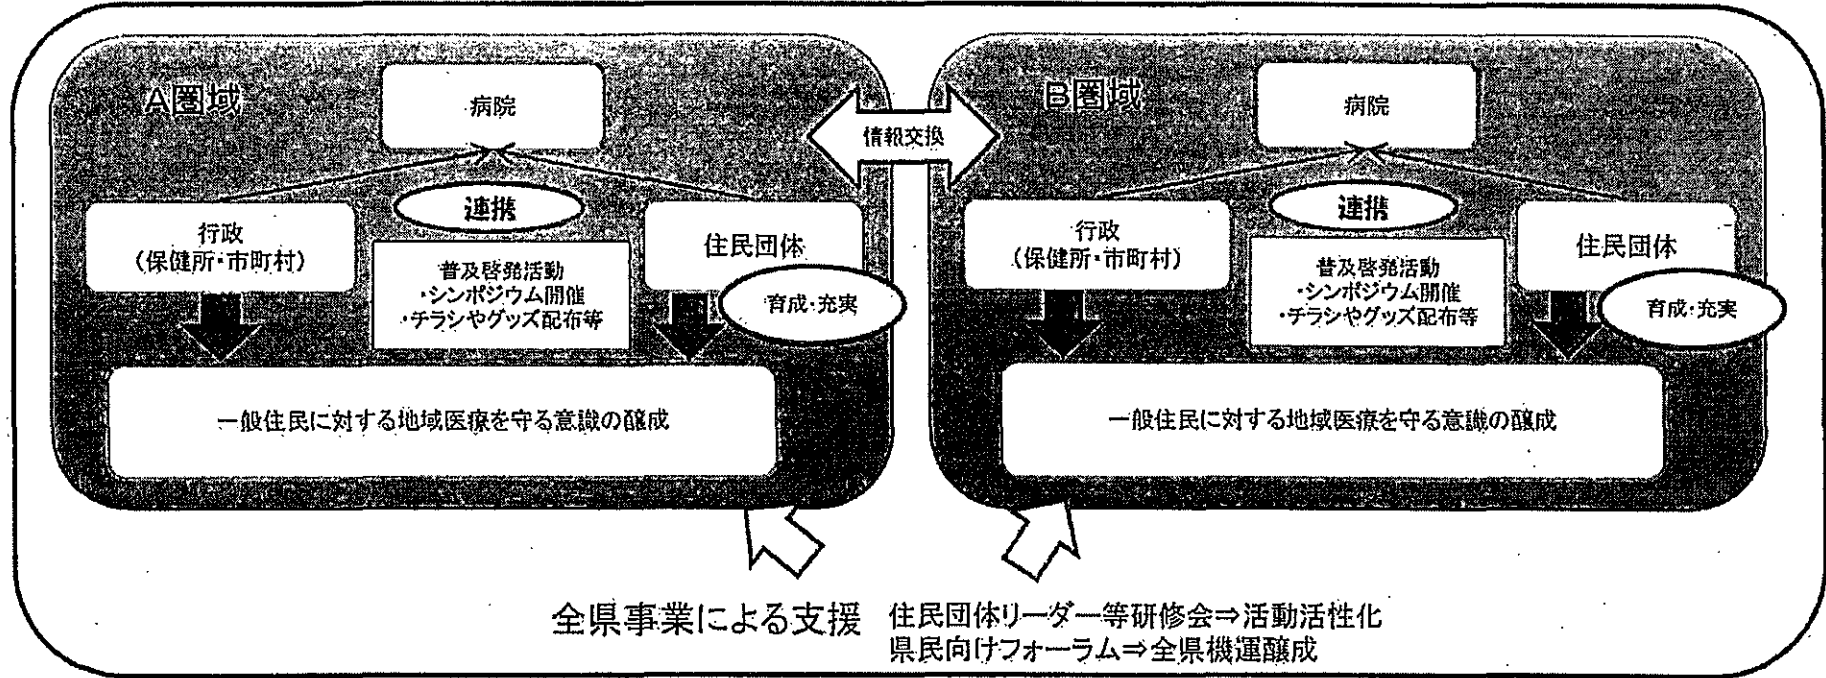 A圏域
病院
連携
行政
(保健所・市町村)
住民団体
普及啓発活動
・シンポジウム開催
・チラシやグッズ配布等
育成・充実
一般住民に対する地域医療を守る意識の醸成
情報交換
B圏域
病院
連携
行政
(保健所・市町村)
住民団体
普及啓発活動
・シンポジウム開催
・チラシやグッズ配布等
育成・充実
一般住民に対する地域医療を守る意識の醸成
全県事業による支援
住民団体リーダー等研修会⇒活動活性化
県民向けフォーラム⇒全県機運醸成